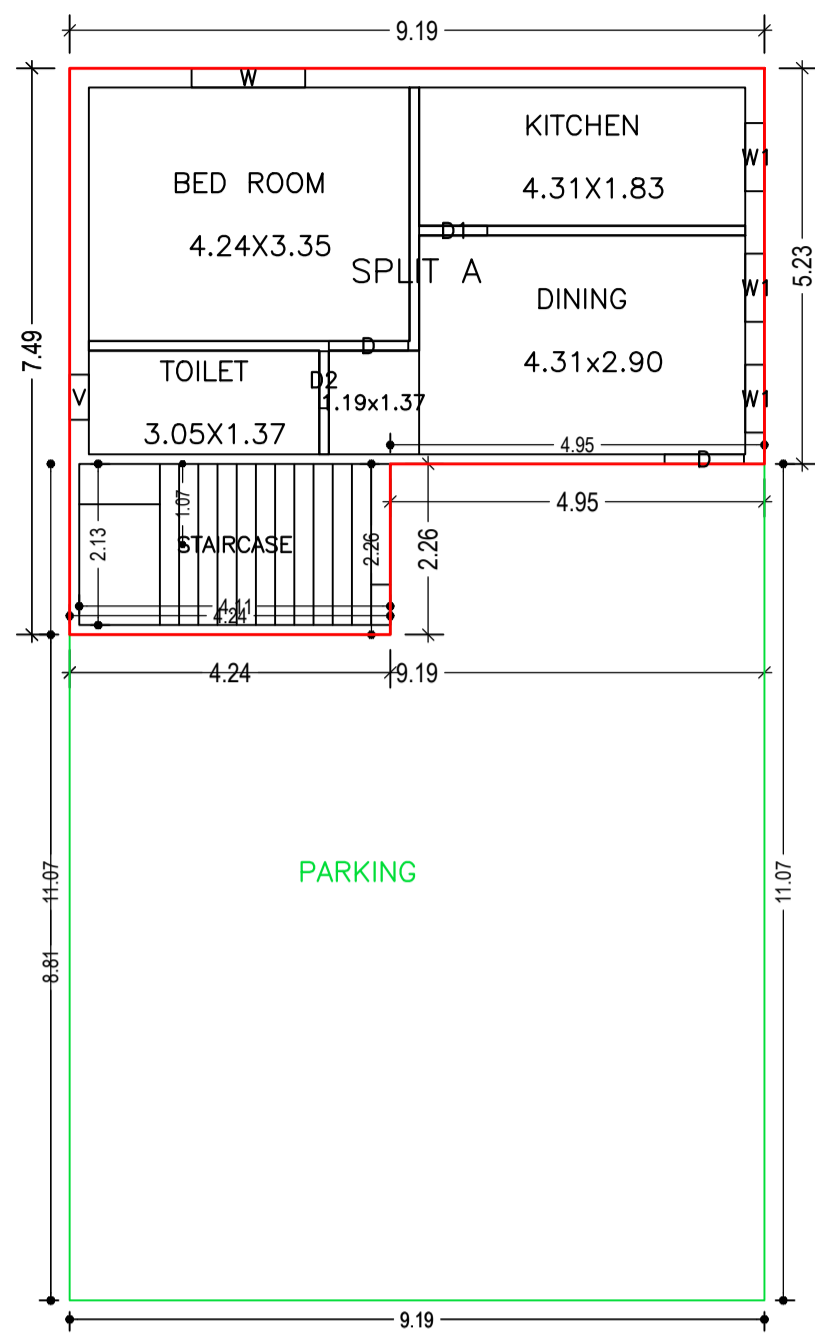 9.19
W
KITCHEN
W1
4.31X1.83
BED ROOM
4.24X3.35
D1
SPLIT A
5.23
DINING
W1
4.31x2.90
7.49
D
TOILET
D2
1.19x1.37
V
W1
3.05X1.37
4.95
D
4.95
1.07
2.13
STAIRCASE
2.26
2.26
4.11
4.24
4.24
9.19
PARKING
11.07
11.07
8.81
9.19